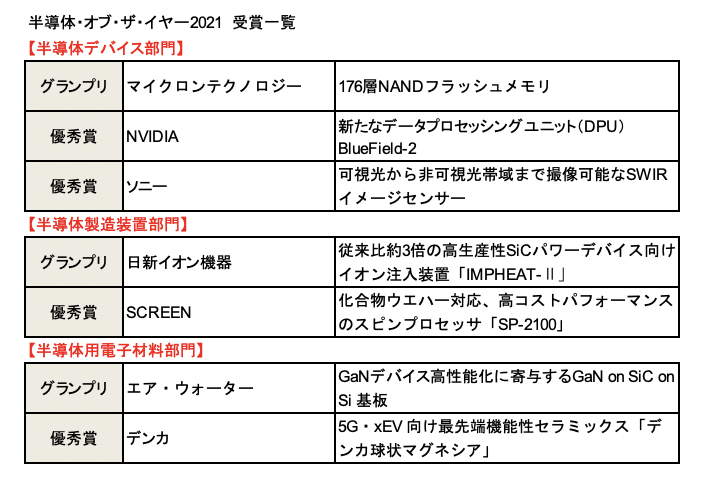 半導体・オブ・ザ・イヤー2021 受賞一覧
【半導体デバイス部門】
グランプリ マイクロンテクノロジー 176層NANDフラッシュメモリ
優秀賞 NVIDIA 新たなデータプロセッシングユニット（DPU）
BlueField-2
優秀賞 ソニー 可視光から非可視光帯域まで撮像可能なSWIR
イメージセンサー
【半導体製造装置部門】
グランプリ 日新イオン機器 従来比約3倍の高生産性SiCパワーデバイス向け
イオン注入装置「IMPHEAT-Ⅱ」
優秀賞 SCREEN 化合物ウエハー対応、高コストパフォーマンス
のスピンプロセッサ「SP-2100」
【半導体用電子材料部門】
グランプリ エア・ウォーター GaNデバイス高性能化に寄与するGaN on SiC on
Si 基板
優秀賞 デンカ 5G・xEV 向け最先端機能性セラミックス「デ
ンカ球状マグネシア」